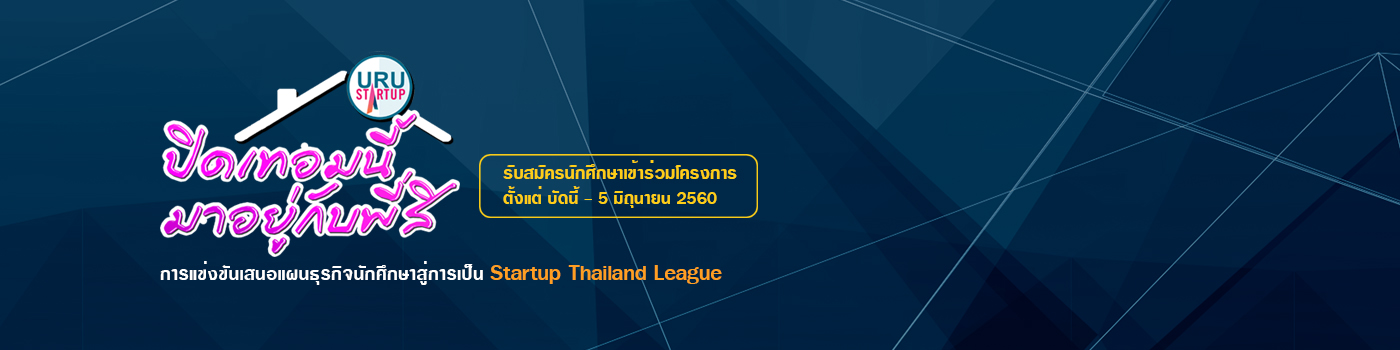 URU
STARTUP
ปิดเทอมนี้
มาอยู่กับพี่สิ
รับสมัครนักศึกษาเข้าร่วมโครงการ
ตั้งแต่ บัดนี้ – 5 มิถุนายน 2560
การแข่งขันเสนอแผนธุรกิจนักศึกษาสู่การเป็น Startup Thailand League